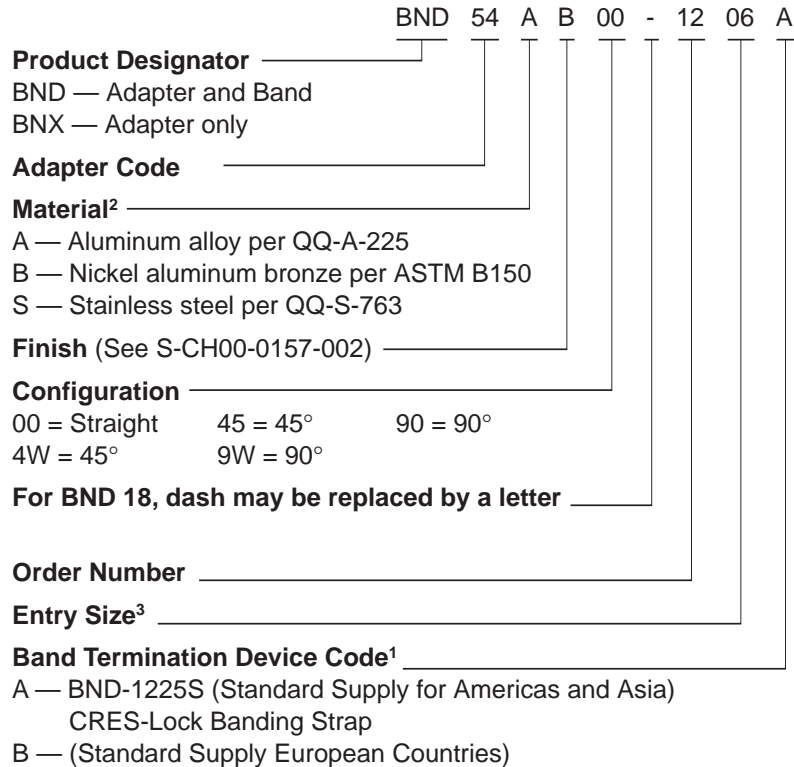 BND 54 A B 00 - 12 06 A
Product Designator
BND — Adapter and Band
BNX — Adapter only
Adapter Code
Material²
A — Aluminum alloy per QQ-A-225
B — Nickel aluminum bronze per ASTM B150
S — Stainless steel per QQ-S-763
Finish (See S-CH00-0157-002)
Configuration
00 = Straight 45 = 45° 90 = 90°
4W = 45° 9W = 90°
For BND 18, dash may be replaced by a letter
Order Number
Entry Size³
Band Termination Device Code¹
A — BND-1225S (Standard Supply for Americas and Asia)
CRES-Lock Banding Strap
B — (Standard Supply European Countries)